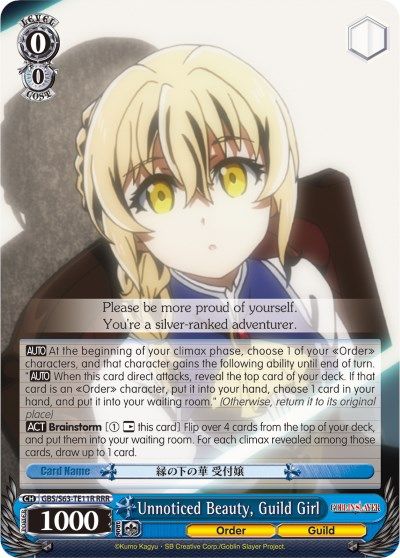 LEVEL
0
0
COST
Please be more proud of yourself.
You're a silver-ranked adventurer.
AUTO At the beginning of your climax phase, choose 1 of your «Order»
characters, and that character gains the following ability until end of turn.
"AUTO When this card direct attacks, reveal the top card of your deck. If that
card is an «Order» character, put it into your hand, choose 1 card in your
hand, and put it into your waiting room." (Otherwise, return it to its original
place)
ACT Brainstorm [① this card] Flip over 4 cards from the top of your deck,
and put them into your waiting room. For each climax revealed among those
cards, draw up to 1 card.
Card Name 縁の下の華 受付嬢
CH GBS/S63-TE11R RRR
POWER 1000 Unnoticed Beauty, Guild Girl GOBLIN SLAYER
Order Guild
©Kumo Kagyu・SB Creative Corp./Goblin Slayer Project.